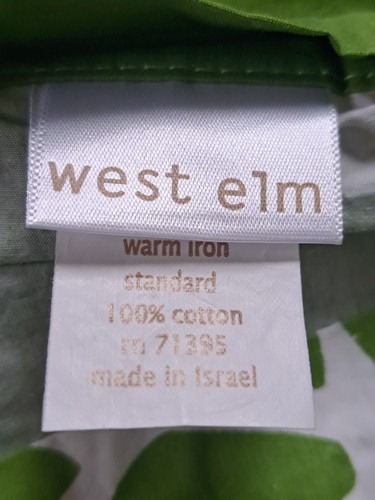 west elm
warm iron
standard
100% cotton
rn 71395
made in Israel